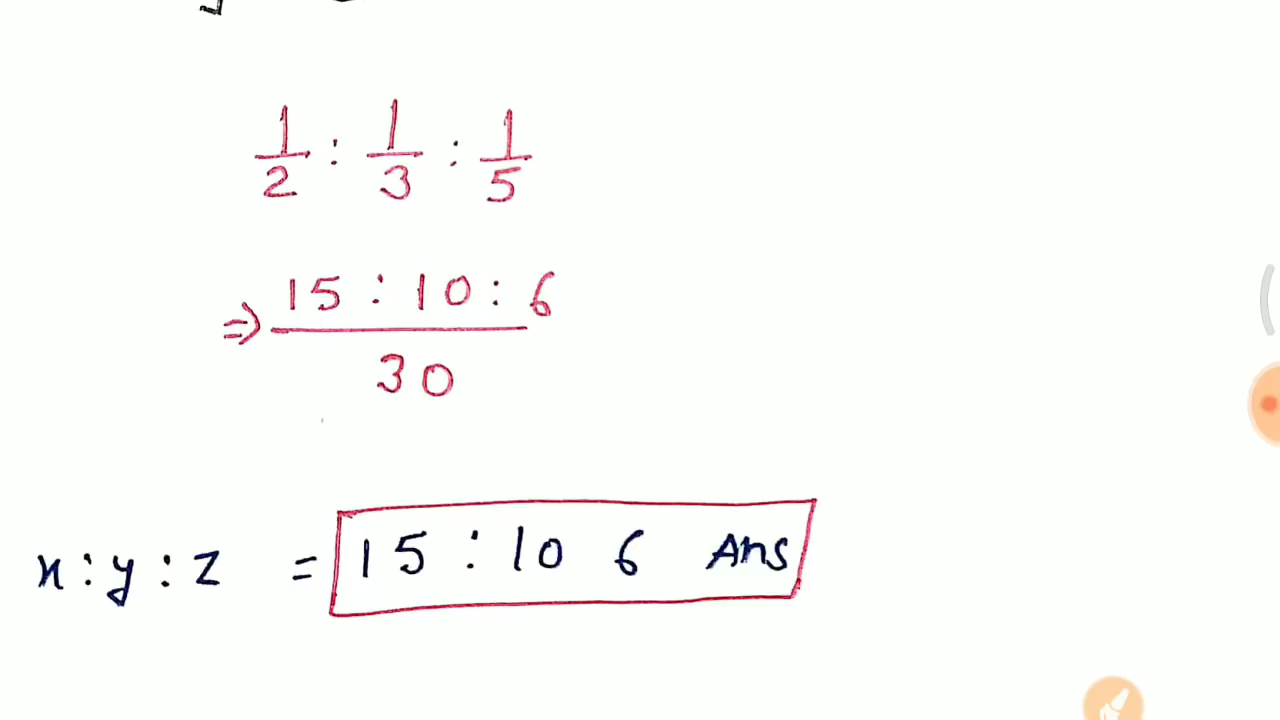 1/2 : 1/3 : 1/5
⇒ 15 : 10 : 6
30
x : y : z = 15 : 10 6 Ans